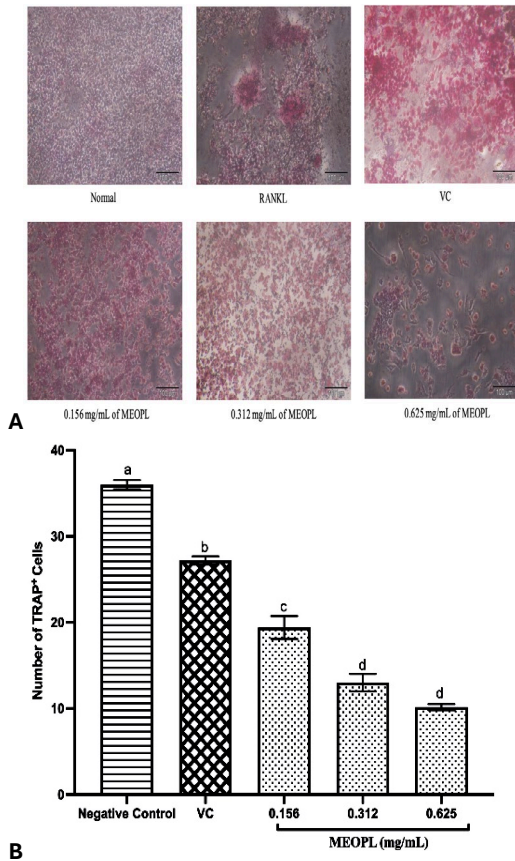 Normal
RANKL
VC
0.156 mg/mL of MEOPL
0.312 mg/mL of MEOPL
0.625 mg/mL of MEOPL
100 µm
A
40
30
20
10
0
Number of TRAP⁺ Cells
a
b
c
d
d
Negative Control
VC
0.156
0.312
0.625
MEOPL (mg/mL)
B